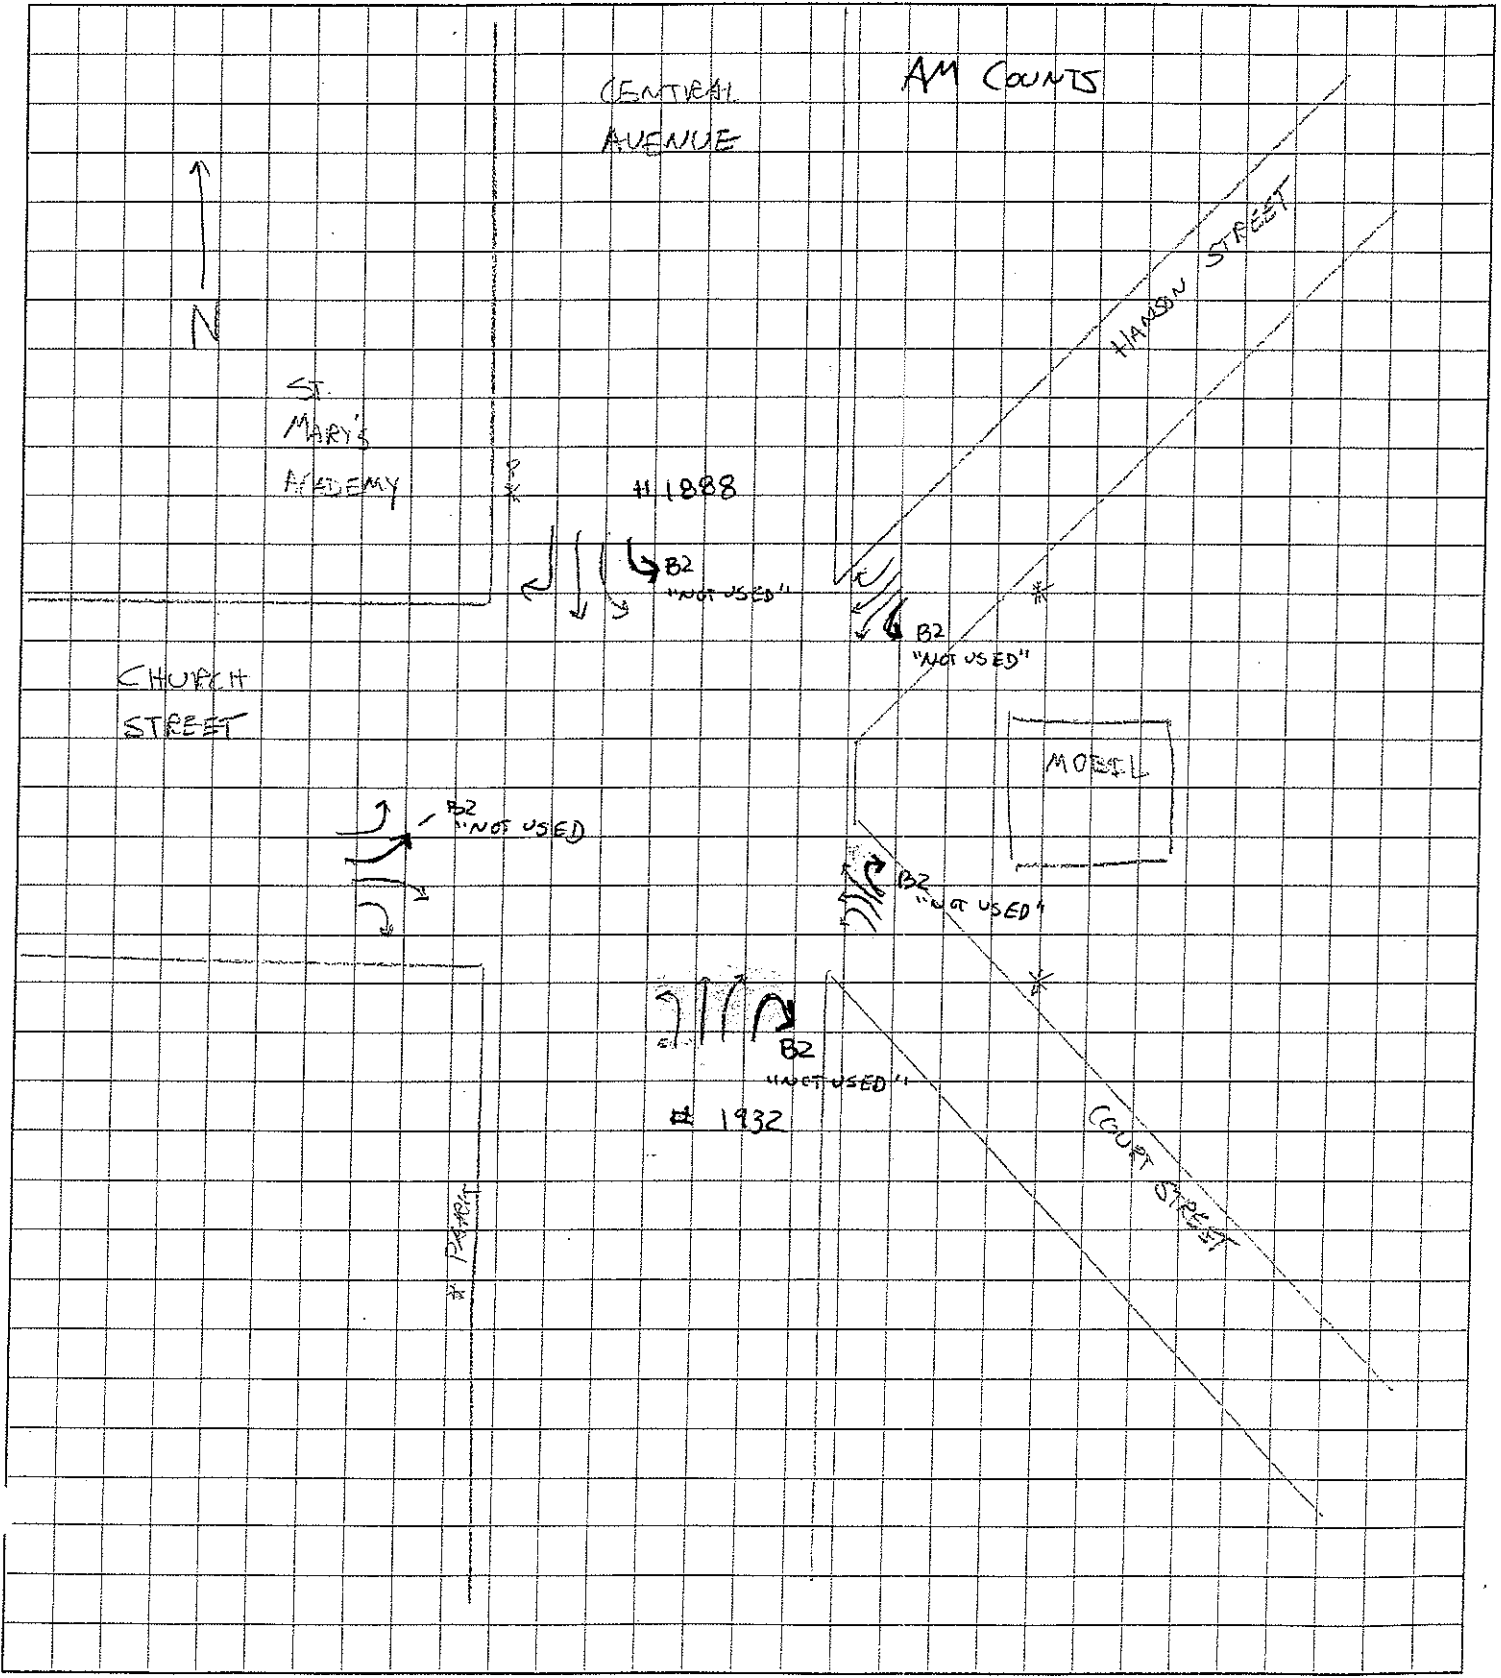 AM COUNTS
CENTRAL
AVENUE
HANSON STREET
N
ST.
MARY'S
ACADEMY
# 1888
B2
"NOT USED"
B2
"NOT USED"
CHURCH
STREET
MOBIL
B2
"NOT USED
B2
"NOT USED"
B2
"NOT USED"
# 1932
COURT STREET